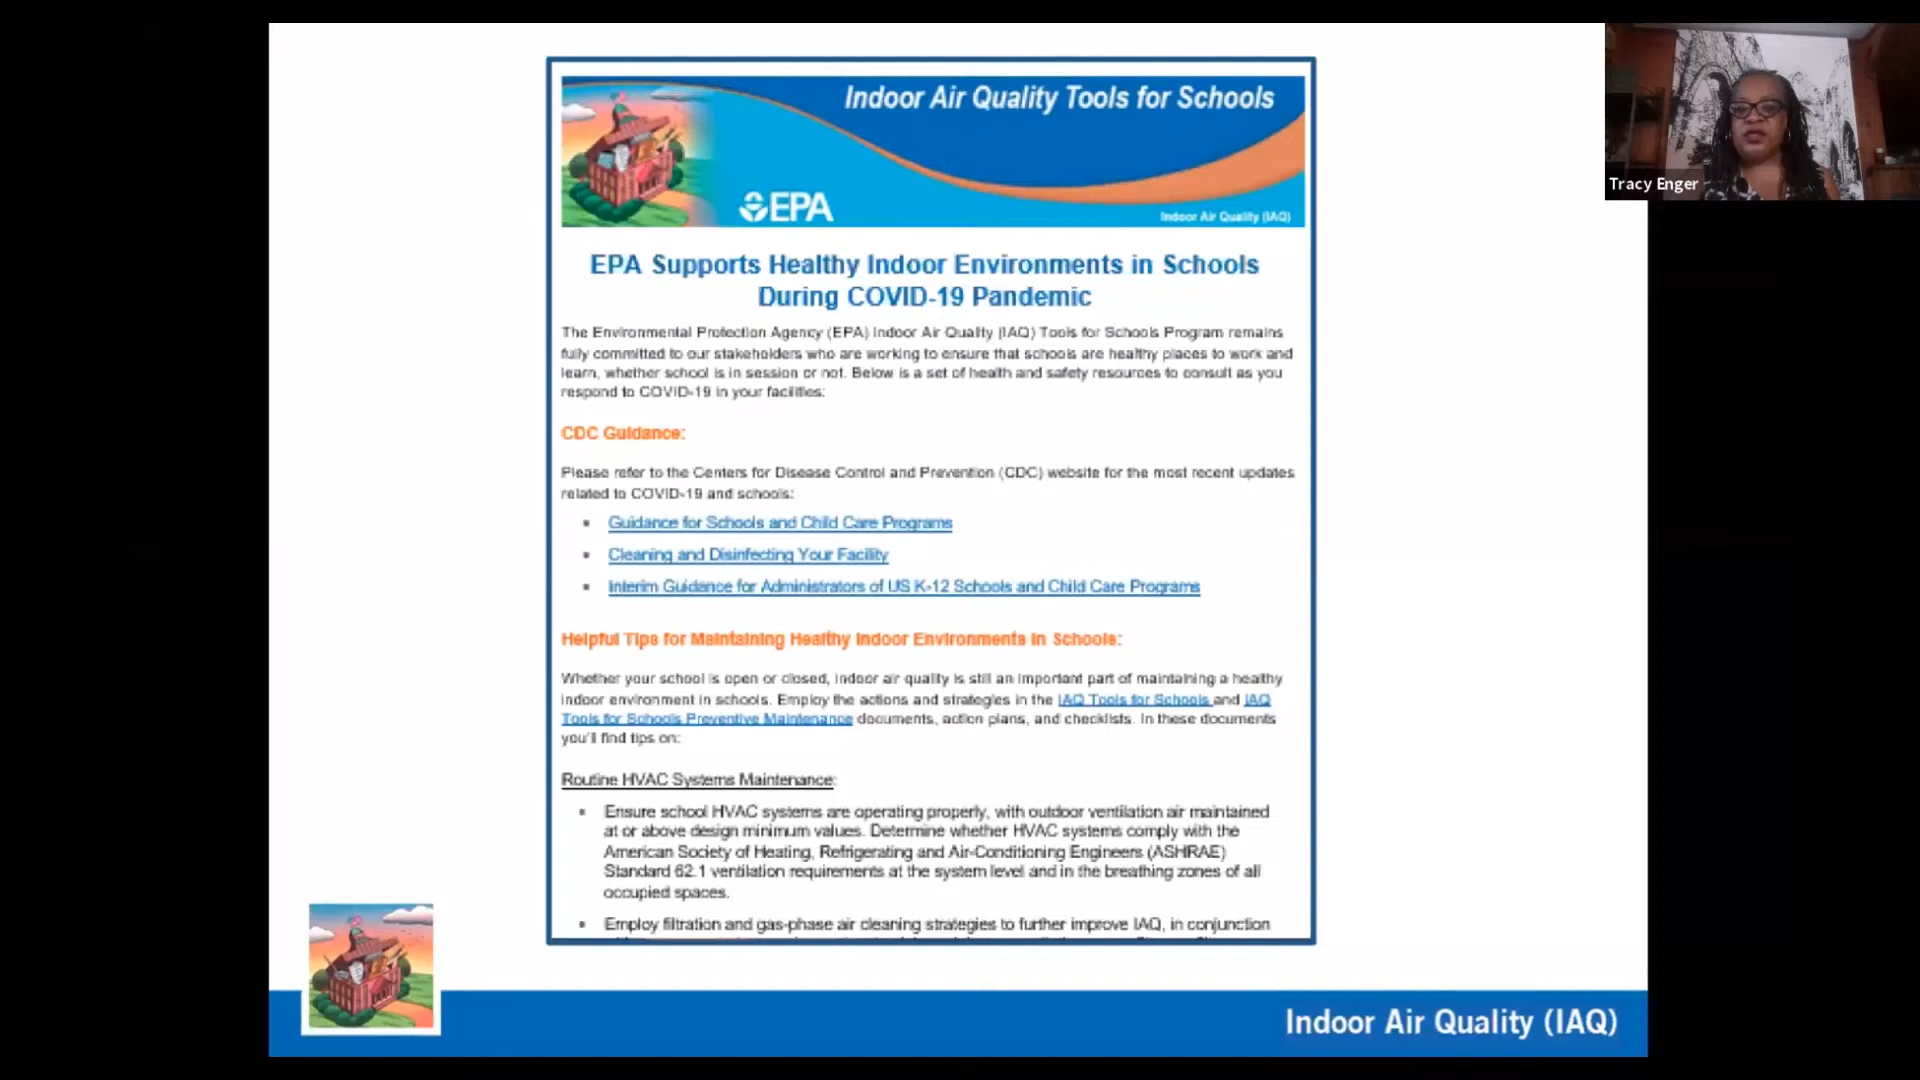 Indoor Air Quality Tools for Schools
EPA
Indoor Air Quality (IAQ)
Tracy Enger
EPA Supports Healthy Indoor Environments in Schools
During COVID-19 Pandemic
The Environmental Protection Agency (EPA) Indoor Air Quality (IAQ) Tools for Schools Program remains
fully committed to our stakeholders who are working to ensure that schools are healthy places to work and
learn, whether school is in session or not. Below is a set of health and safety resources to consult as you
respond to COVID-19 in your facilities:
CDC Guidance:
Please refer to the Centers for Disease Control and Prevention (CDC) website for the most recent updates
related to COVID-19 and schools:
• Guidance for Schools and Child Care Programs
• Cleaning and Disinfecting Your Facility
• Interim Guidance for Administrators of US K-12 Schools and Child Care Programs
Helpful Tips for Maintaining Healthy Indoor Environments in Schools:
Whether your school is open or closed, indoor air quality is still an important part of maintaining a healthy
indoor environment in schools. Employ the actions and strategies in the IAQ Tools for Schools and IAQ
Tools for Schools Preventive Maintenance documents, action plans, and checklists. In these documents
you'll find tips on:
Routine HVAC Systems Maintenance:
• Ensure school HVAC systems are operating properly, with outdoor ventilation air maintained
at or above design minimum values. Determine whether HVAC systems comply with the
American Society of Heating, Refrigerating and Air-Conditioning Engineers (ASHRAE)
Standard 62.1 ventilation requirements at the system level and in the breathing zones of all
occupied spaces.
• Employ filtration and gas-phase air cleaning strategies to further improve IAQ, in conjunction
Indoor Air Quality (IAQ)